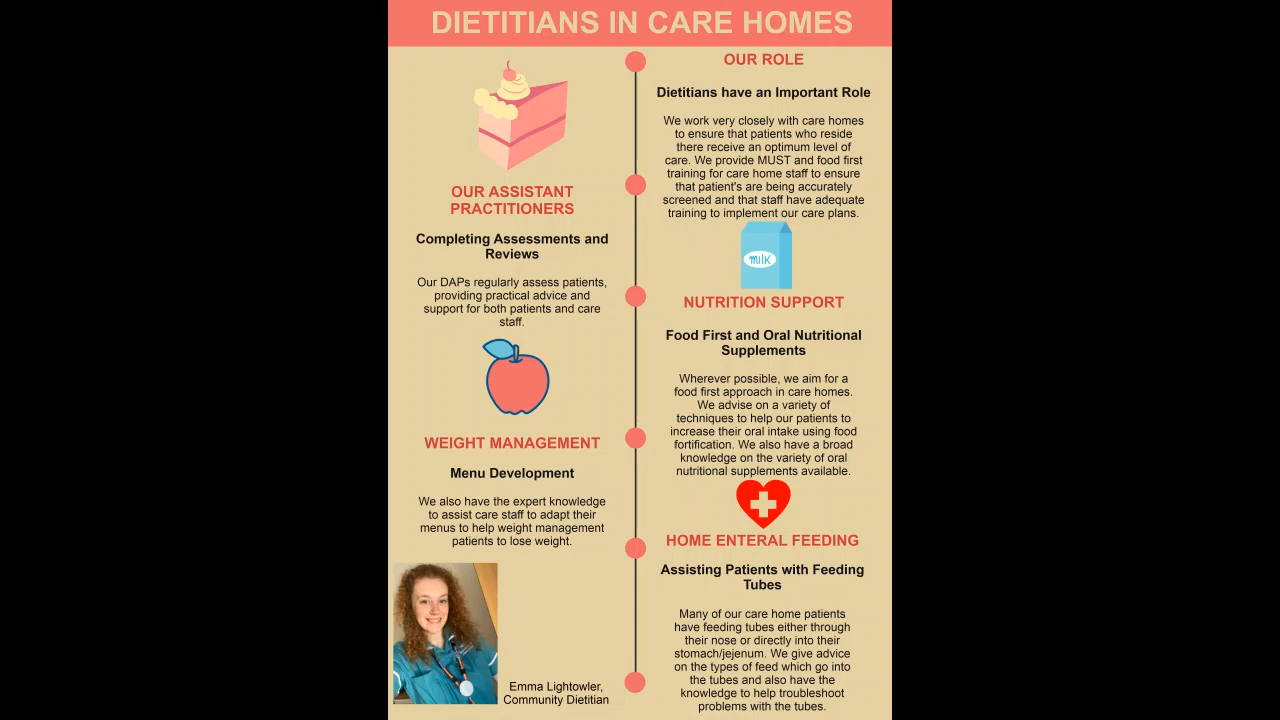 DIETITIANS IN CARE HOMES
OUR ROLE
Dietitians have an Important Role
We work very closely with care homes
to ensure that patients who reside
there receive an optimum level of
care. We provide MUST and food first
training for care home staff to ensure
that patient's are being accurately
screened and that staff have adequate
training to implement our care plans.
OUR ASSISTANT
PRACTITIONERS
Completing Assessments and
Reviews
Our DAPs regularly assess patients,
providing practical advice and
support for both patients and care
staff.
milk
NUTRITION SUPPORT
Food First and Oral Nutritional
Supplements
Wherever possible, we aim for a
food first approach in care homes.
We advise on a variety of
techniques to help our patients to
increase their oral intake using food
fortification. We also have a broad
knowledge on the variety of oral
nutritional supplements available.
WEIGHT MANAGEMENT
Menu Development
We also have the expert knowledge
to assist care staff to adapt their
menus to help weight management
patients to lose weight.
HOME ENTERAL FEEDING
Assisting Patients with Feeding
Tubes
Many of our care home patients
have feeding tubes either through
their nose or directly into their
stomach/jejenum. We give advice
on the types of feed which go into
the tubes and also have the
knowledge to help troubleshoot
problems with the tubes.
Emma Lightowler,
Community Dietitian